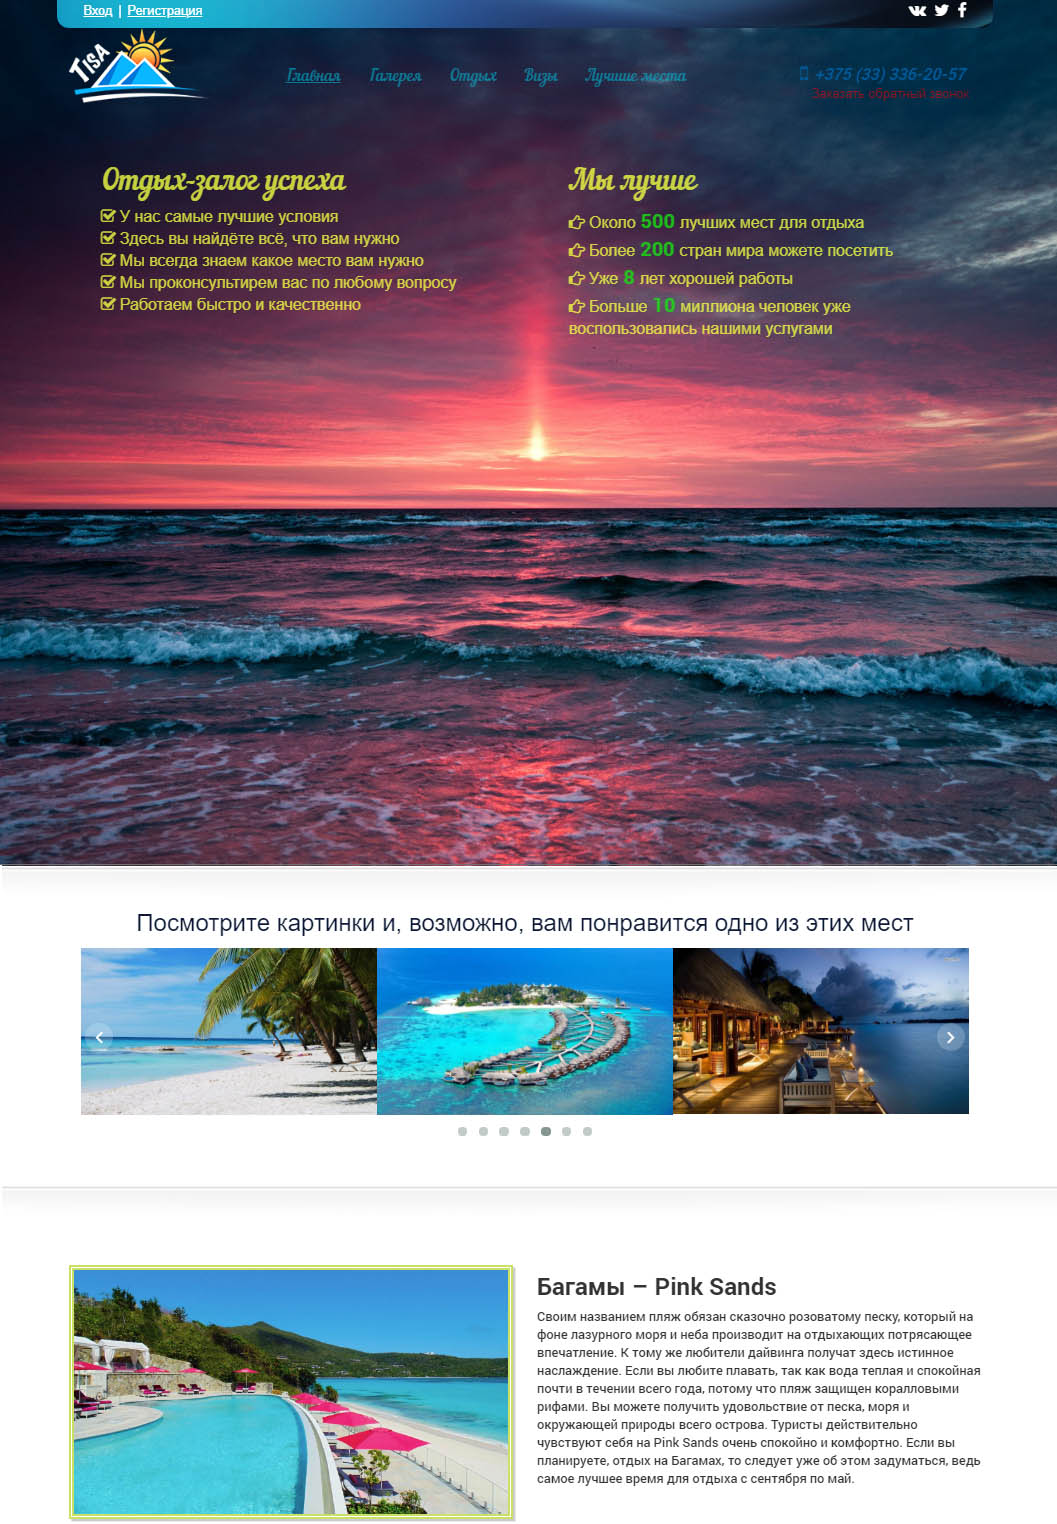 Вход | Регистрация
TISA
Главная Галерея Отдых Визы Лучшие места
+375 (33) 336-20-57
Заказать обратный звонок
Отдых-залог успеха
У нас самые лучшие условия
Здесь вы найдёте всё, что вам нужно
Мы всегда знаем какое место вам нужно
Мы проконсультирем вас по любому вопросу
Работаем быстро и качественно
Мы лучше
Около 500 лучших мест для отдыха
Более 200 стран мира можете посетить
Уже 8 лет хорошей работы
Больше 10 миллиона человек уже
воспользовались нашими услугами
Посмотрите картинки и, возможно, вам понравится одно из этих мест
Багамы – Pink Sands
Своим названием пляж обязан сказочно розоватому песку, который на
фоне лазурного моря и неба производит на отдыхающих потрясающее
впечатление. К тому же любители дайвинга получат здесь истинное
наслаждение. Если вы любите плавать, так как вода теплая и спокойная
почти в течении всего года, потому что пляж защищен коралловыми
рифами. Вы можете получить удовольствие от песка, моря и
окружающей природы всего острова. Туристы действительно
чувствуют себя на Pink Sands очень спокойно и комфортно. Если вы
планируете, отдых на Багамах, то следует уже об этом задуматься, ведь
самое лучшее время для отдыха с сентября по май.